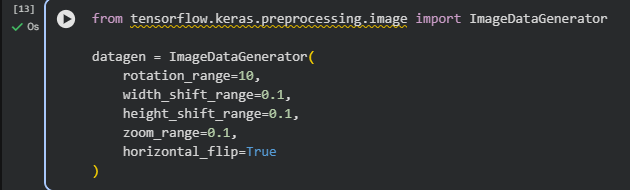 [13]
0s
from tensorflow.keras.preprocessing.image import ImageDataGenerator
datagen = ImageDataGenerator(
    rotation_range=10,
    width_shift_range=0.1,
    height_shift_range=0.1,
    zoom_range=0.1,
    horizontal_flip=True
)